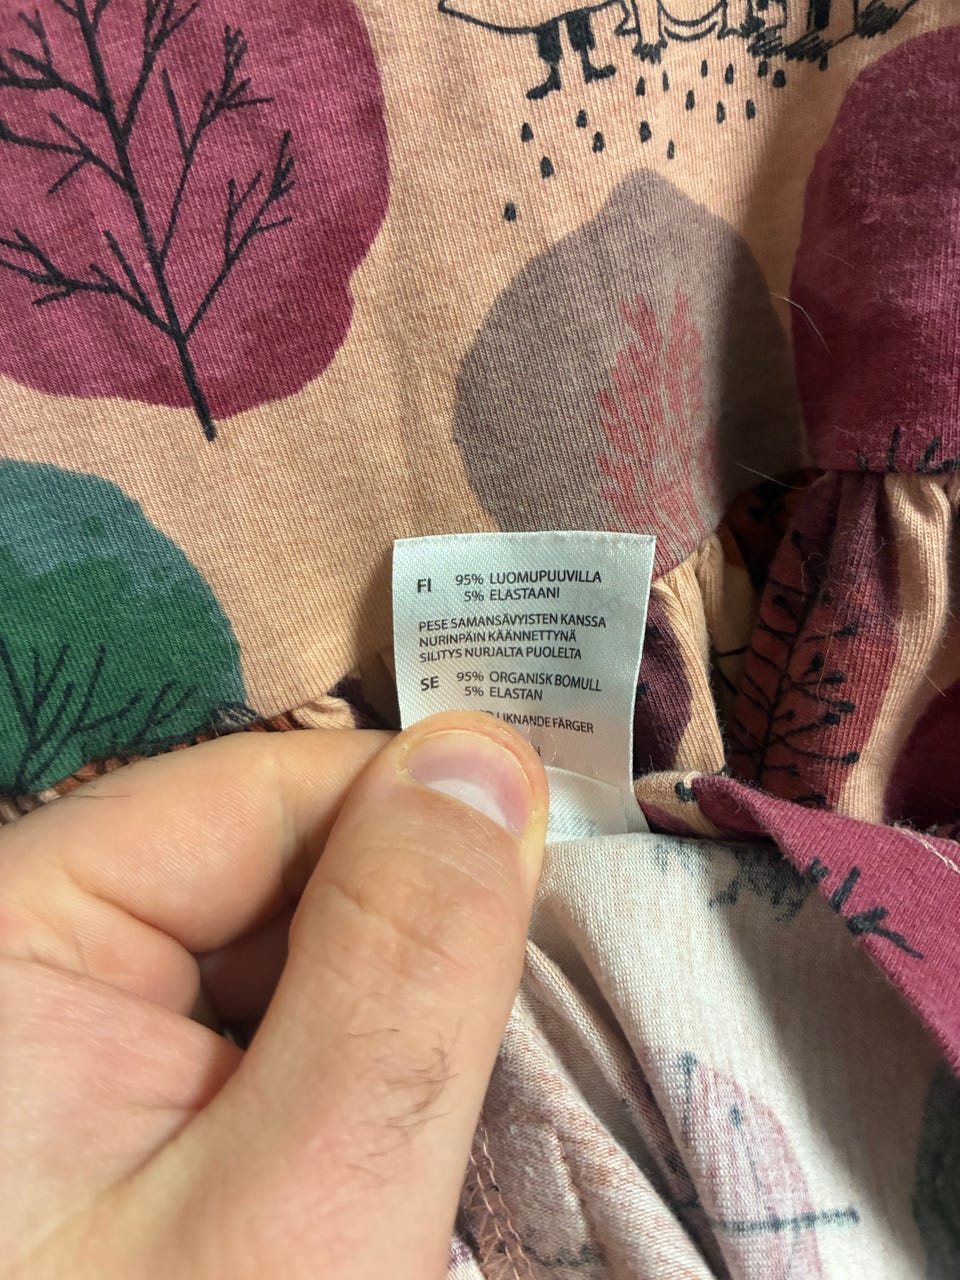 FI 95% LUOMUPUUVILLA
5% ELASTAANI
PESE SAMANSÄVYISTEN KANSSA
NURINPÄIN KÄÄNNETTYNÄ
SILITYS NURJALTA PUOLELTA
SE 95% ORGANISK BOMULL
5% ELASTAN
LIKNANDE FÄRGER